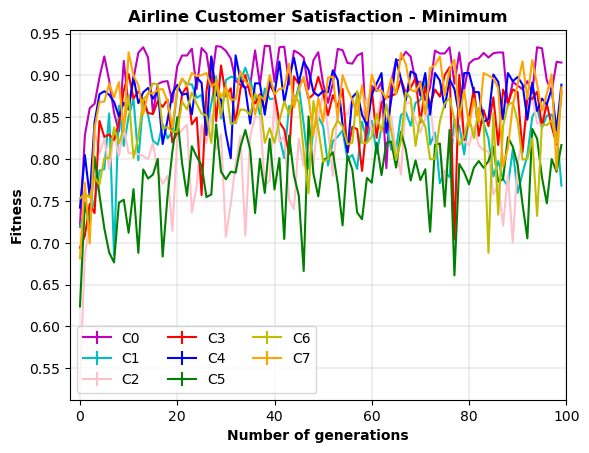 Airline Customer Satisfaction - Minimum
0.95
0.90
0.85
0.80
0.75
0.70
0.65
0.60
0.55
Fitness
C0 C3 C6
C1 C4 C7
C2 C5
0 20 40 60 80 100
Number of generations